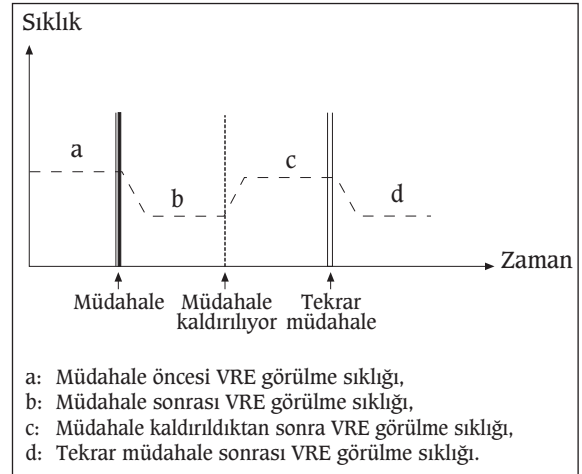 Sıklık
a
b
c
d
Zaman
Müdahale
Müdahale kaldırılıyor
Tekrar müdahale
a: Müdahale öncesi VRE görülme sıklığı,
b: Müdahale sonrası VRE görülme sıklığı,
c: Müdahale kaldırıldıktan sonra VRE görülme sıklığı,
d: Tekrar müdahale sonrası VRE görülme sıklığı.